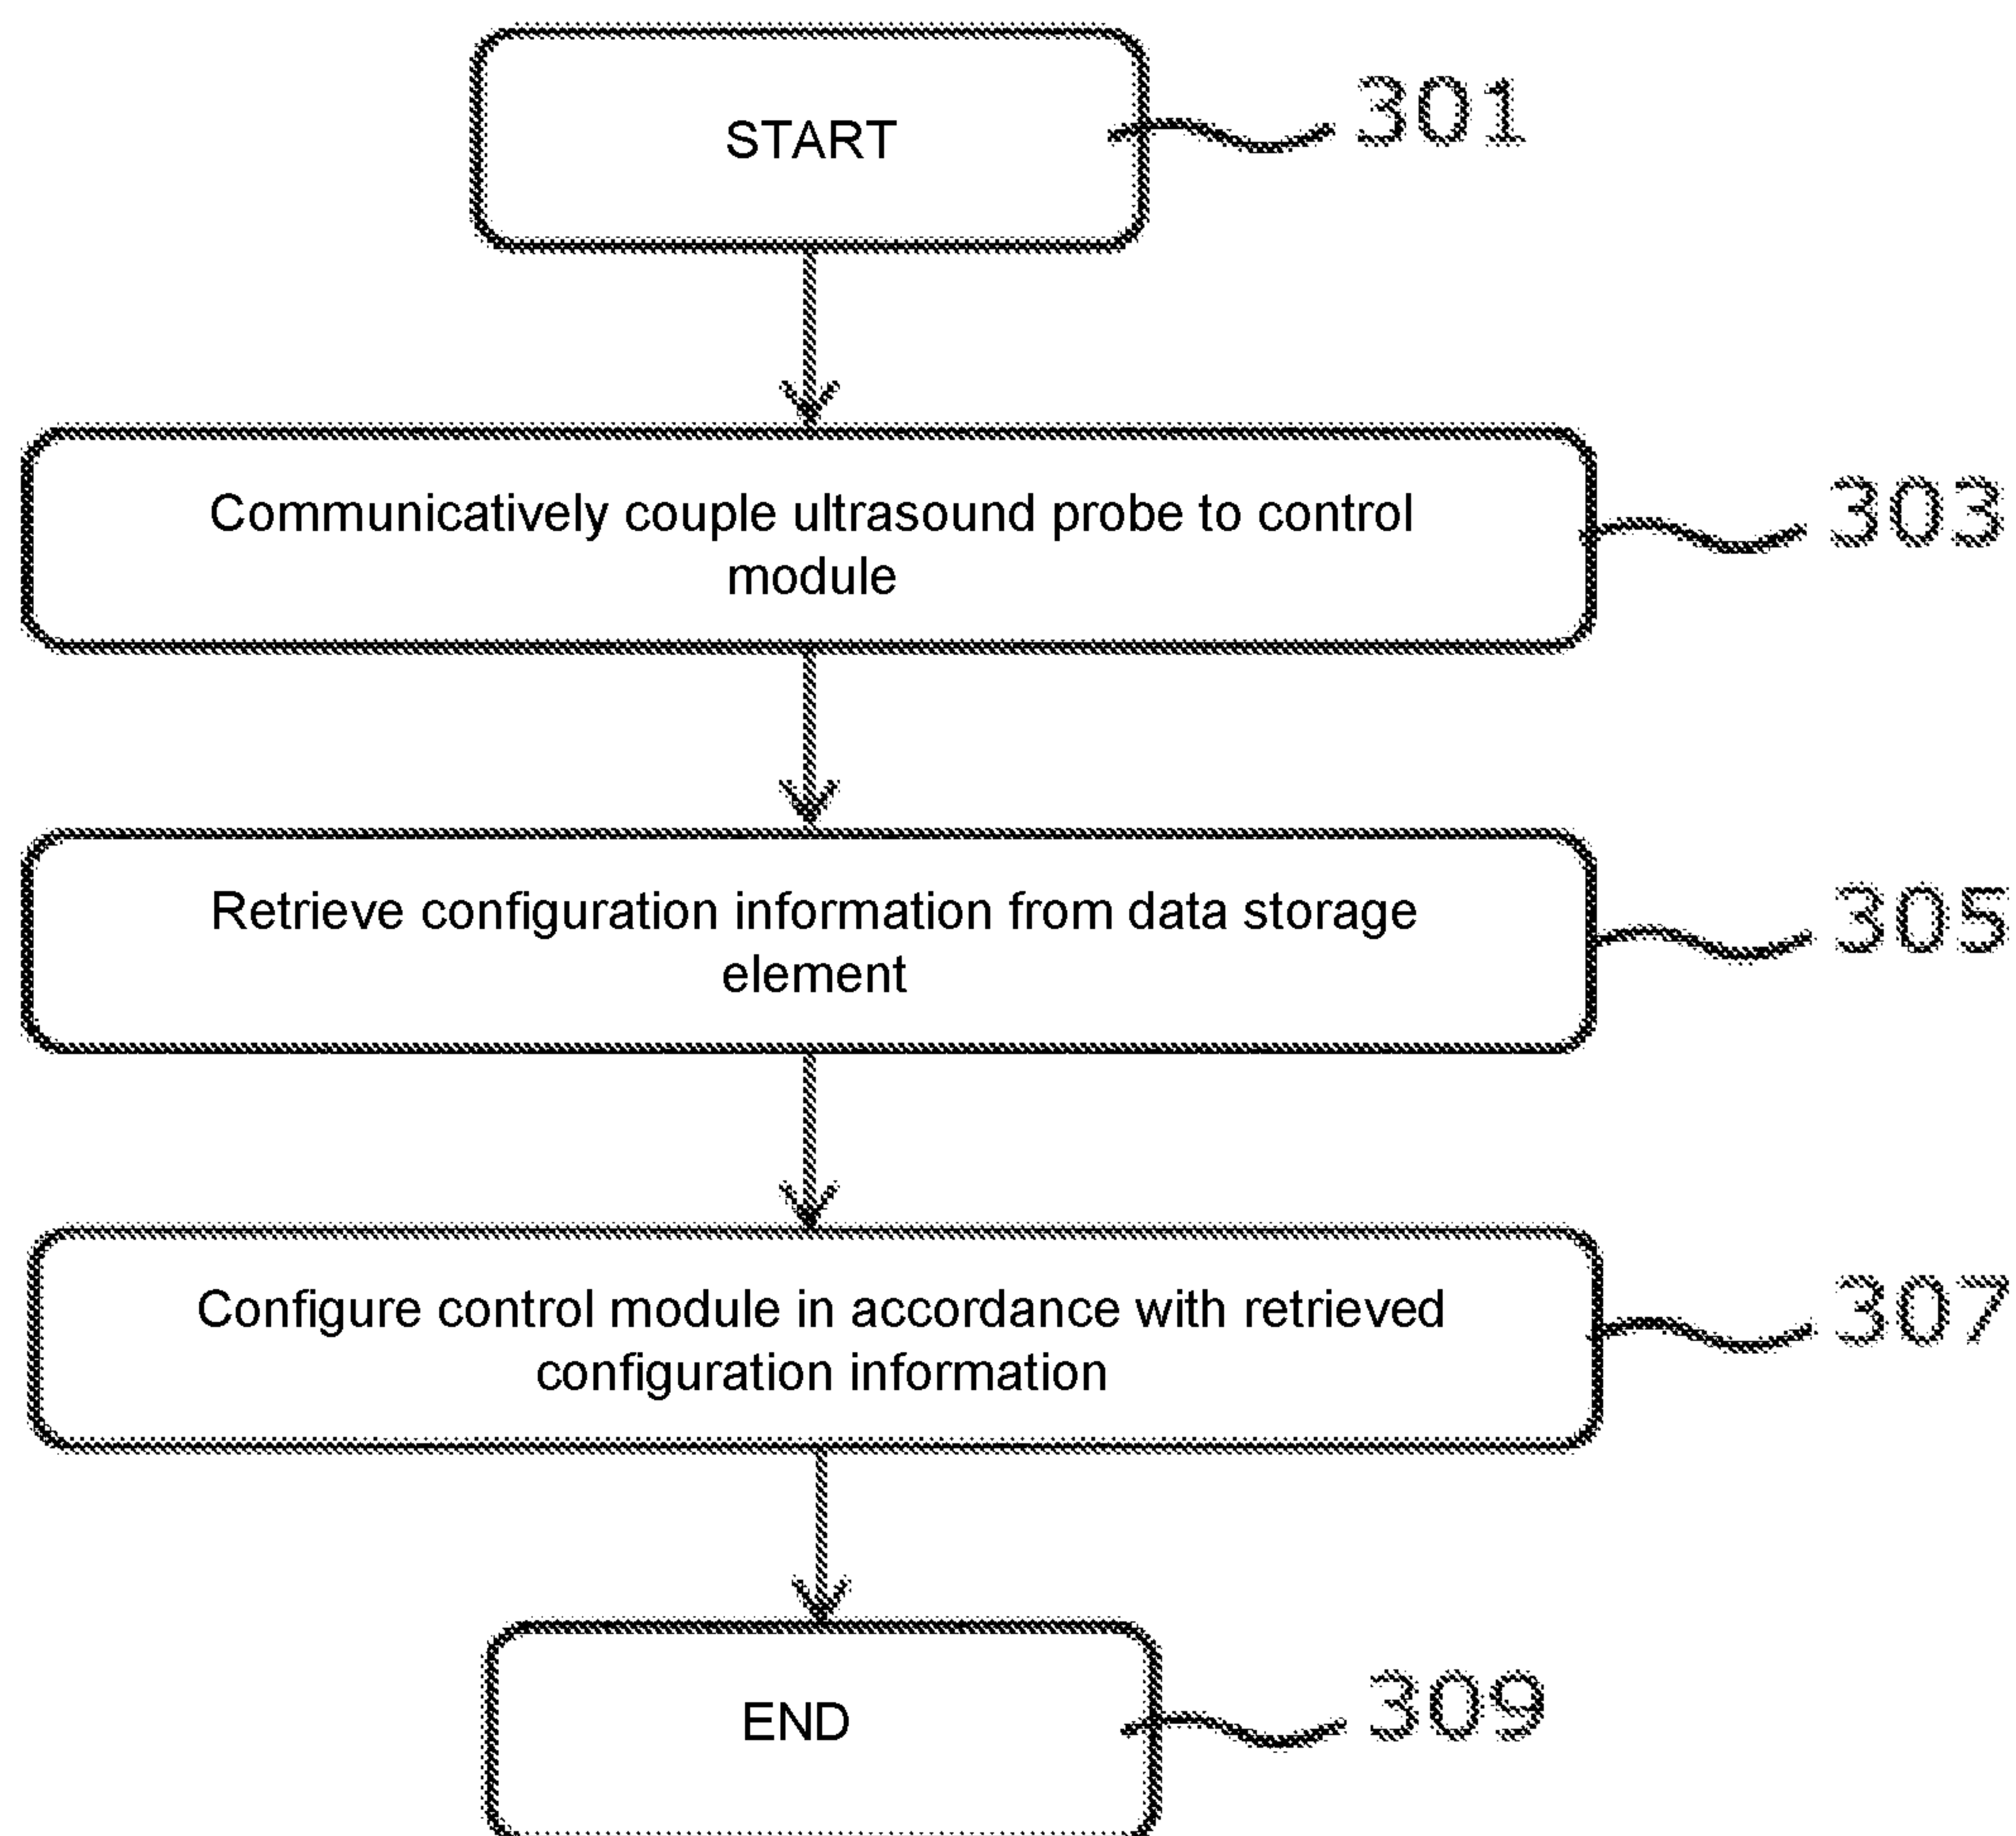 START
301
Communicatively couple ultrasound probe to control
module
303
Retrieve configuration information from data storage
element
305
Configure control module in accordance with retrieved
configuration information
307
END
309